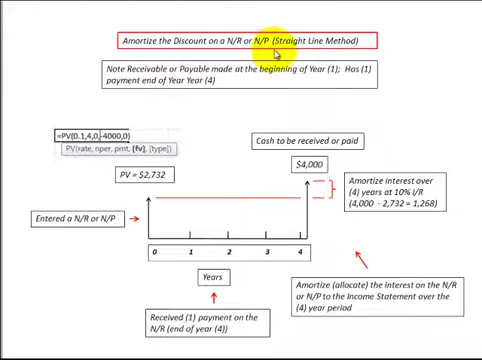 Amortize the Discount on a N/R or N/P (Straight Line Method)
Note Receivable or Payable made at the beginning of Year (1); Has (1)
payment end of Year Year (4)
=PV(0.1,4,0,-4000,0)
PV(rate, nper, pmt, [fv], [type])
Cash to be received or paid
$4,000
PV = $2,732
Amortize interest over
(4) years at 10% I/R
(4,000 - 2,732 = 1,268)
Entered a N/R or N/P
0 1 2 3 4
Years
Amortize (allocate) the interest on the N/R
or N/P to the Income Statement over the
(4) year period
Received (1) payment on the
N/R (end of year (4))